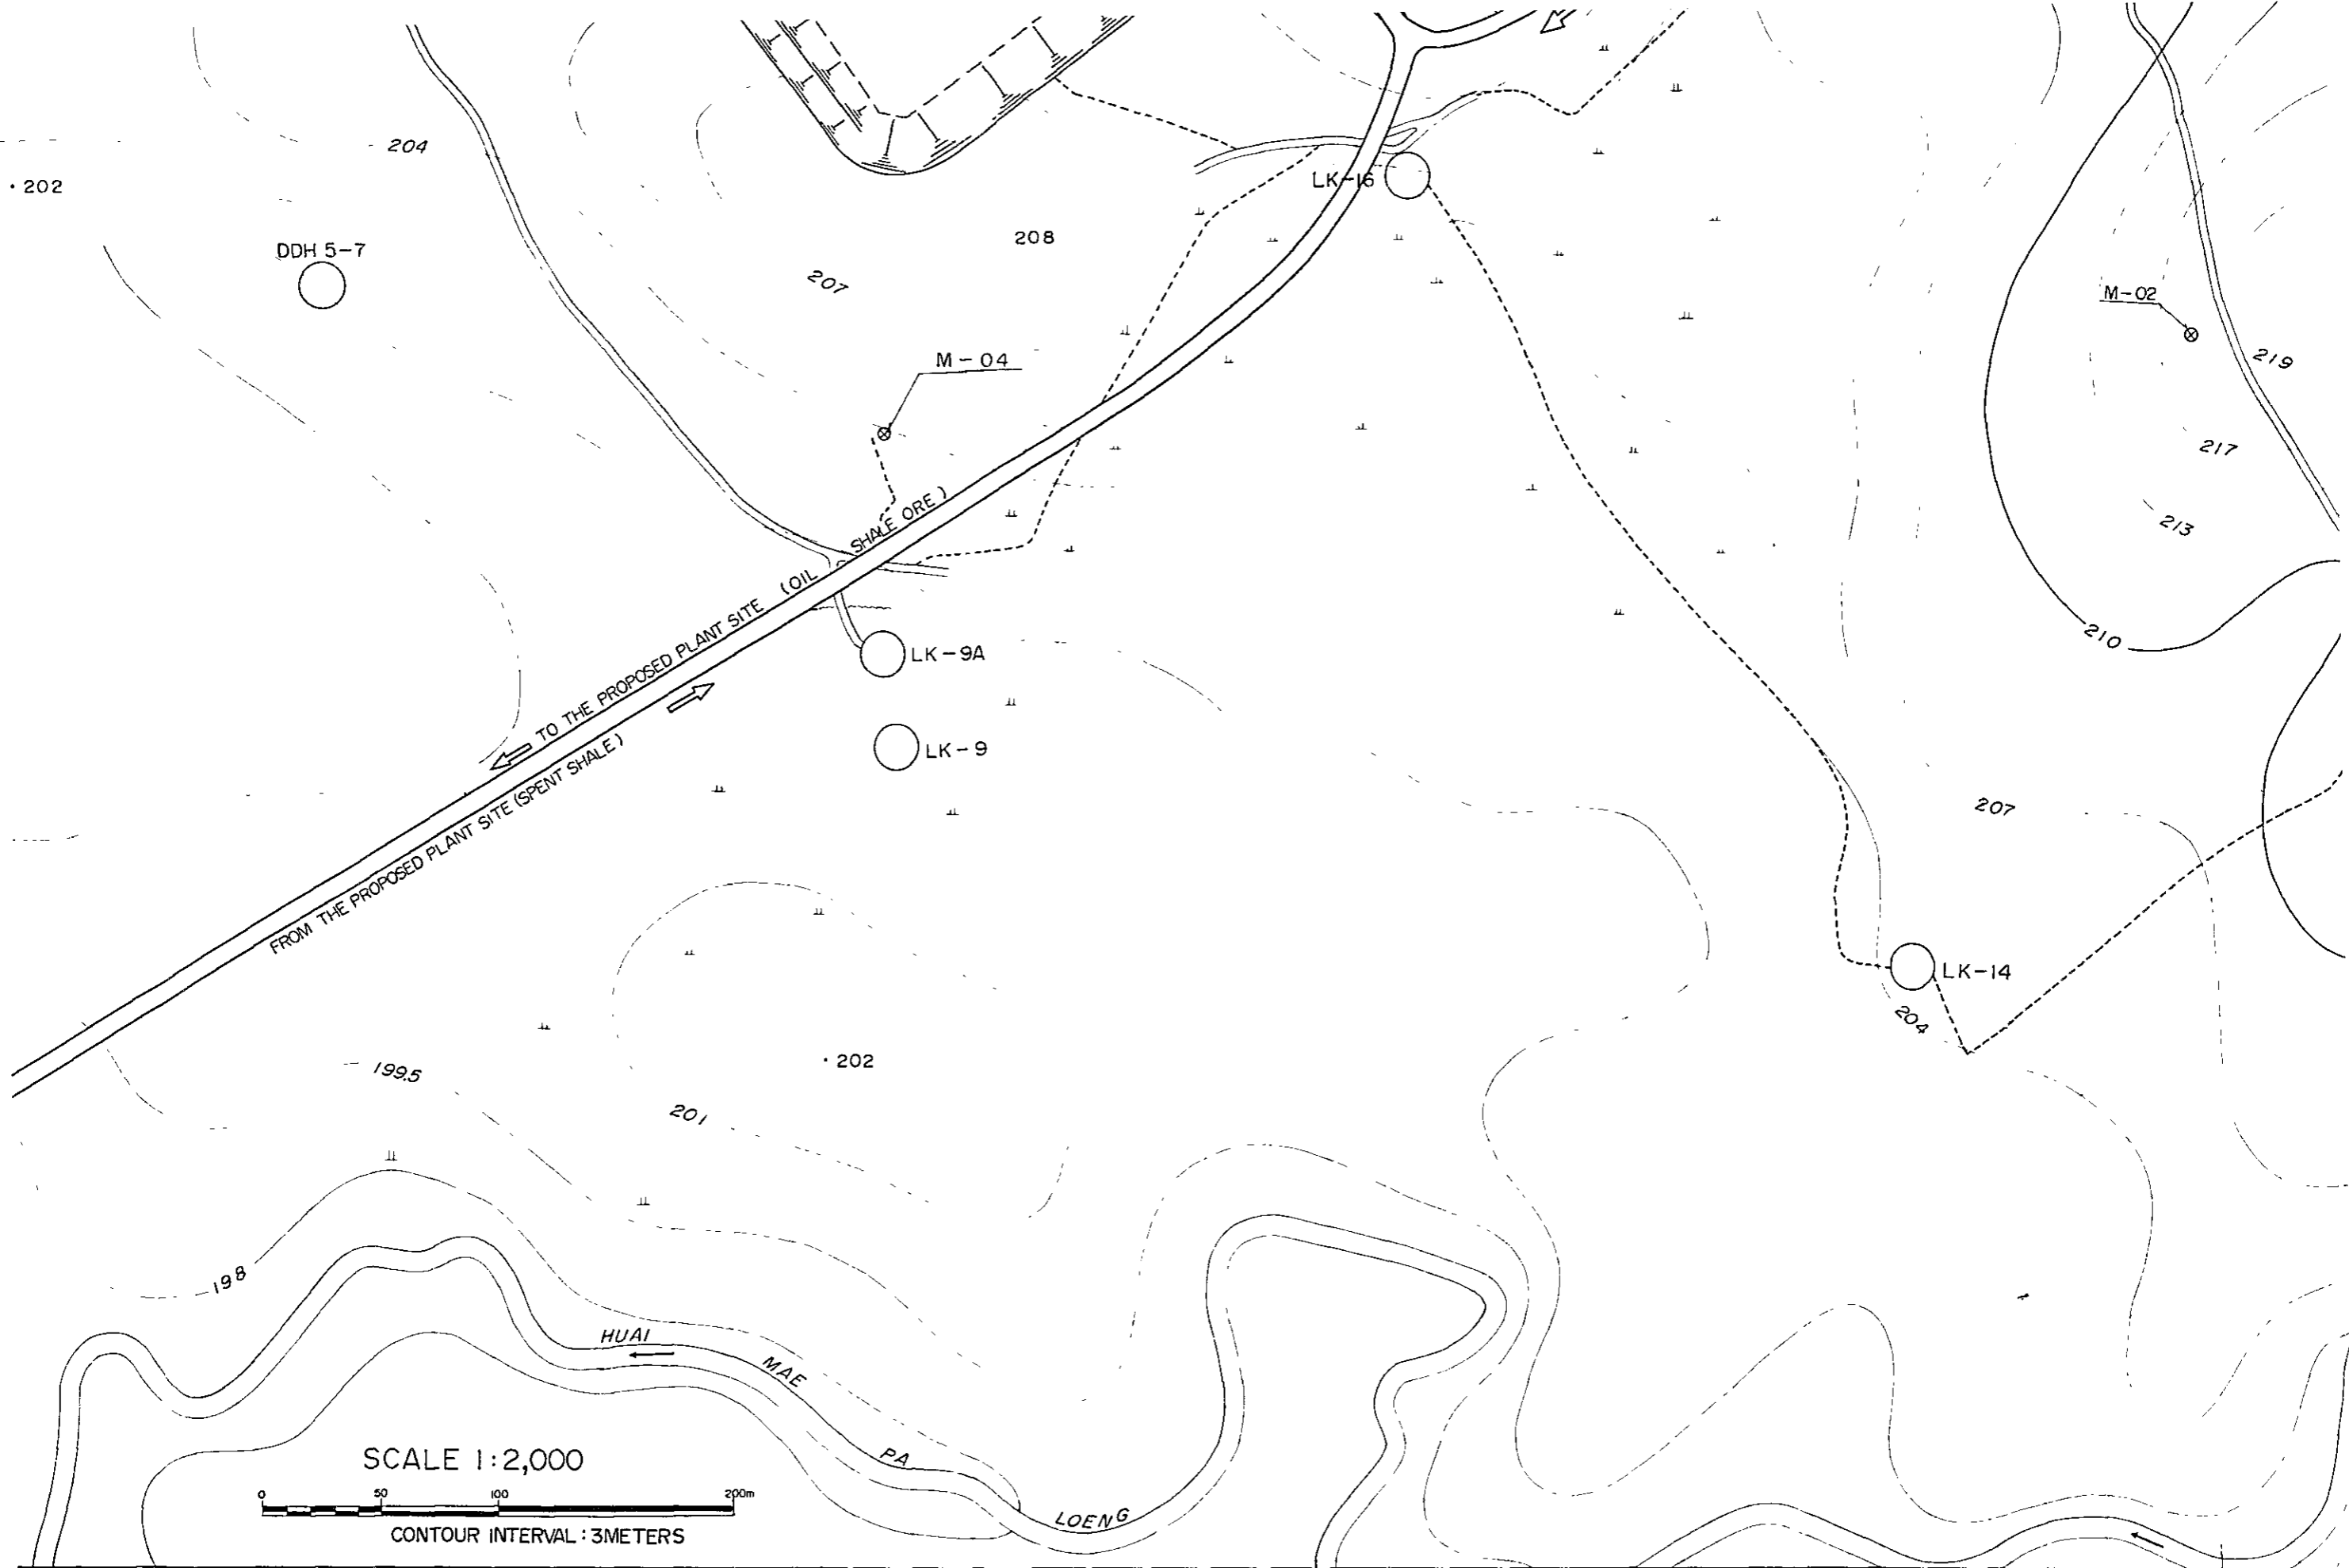 204
• 202
LK-16
208
DDH 5-7
207
M-02
M-04
219
217
213
TO THE PROPOSED PLANT SITE (OIL SHALE ORE)
FROM THE PROPOSED PLANT SITE (SPENT SHALE)
210
LK-9A
LK-9
207
LK-14
204
• 202
199.5
201
198
HUAI
MAE
PA
LOENG
SCALE 1:2,000
0 50 100 200m
CONTOUR INTERVAL : 3METERS